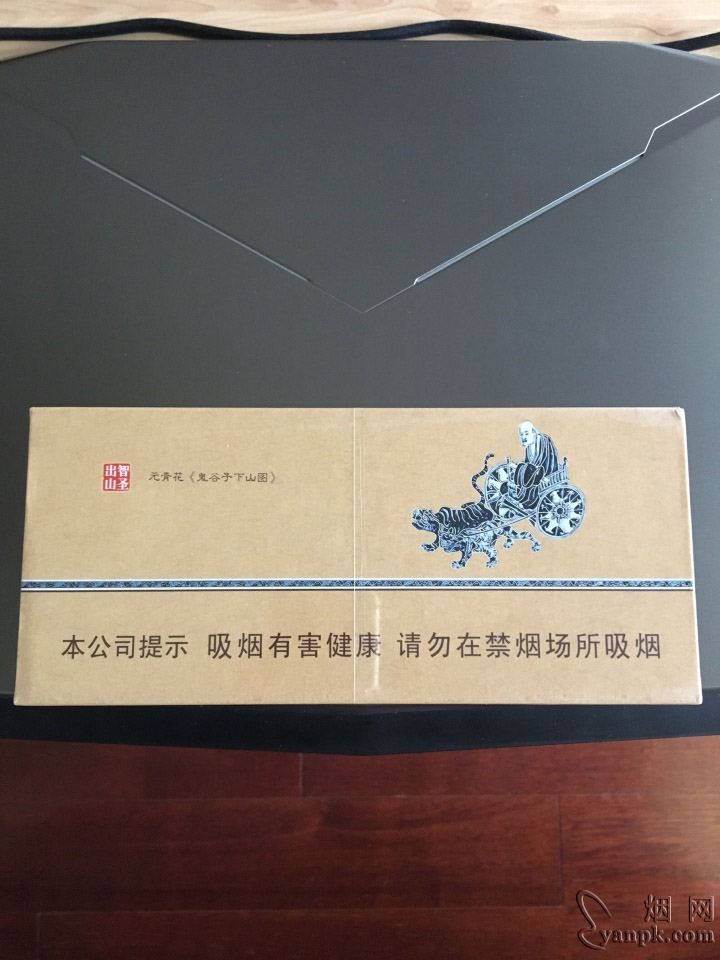 智圣
出山
元青花《鬼谷子下山图》
本公司提示 吸烟有害健康 请勿在禁烟场所吸烟
烟网
yanpk.com